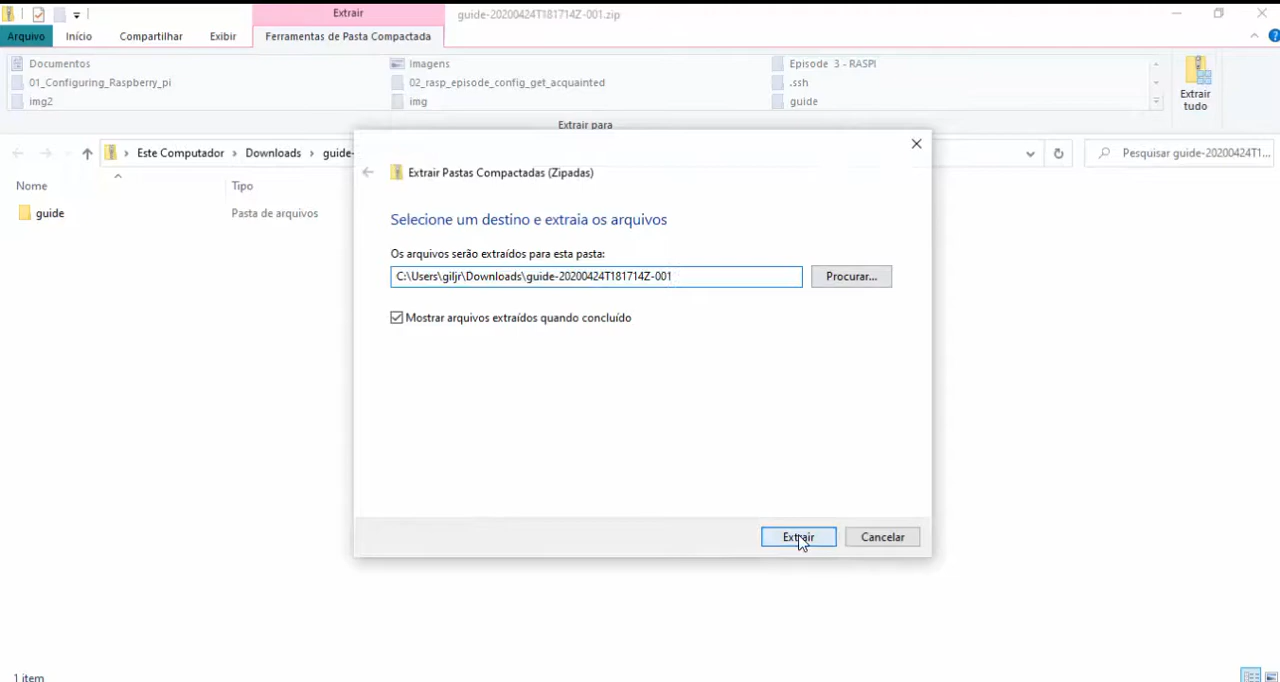 Extrair
guide-20200424T181714Z-001.zip
Arquivo Início Compartilhar Exibir Ferramentas de Pasta Compactada
Documentos Imagens Episode 3 - RASPI
01_Configuring_Raspberry_pi 02_rasp_episode_config_get_acquainted .ssh
img2 img guide
Extrair tudo
Extrair para
Este Computador Downloads guide-
Pesquisar guide-20200424T1...
Nome Tipo
guide Pasta de arquivos
Extrair Pastas Compactadas (Zipadas)
Selecione um destino e extraia os arquivos
Os arquivos serão extraídos para esta pasta:
C:\Users\giljr\Downloads\guide-20200424T181714Z-001 Procurar...
Mostrar arquivos extraídos quando concluído
Extrair Cancelar
1 item